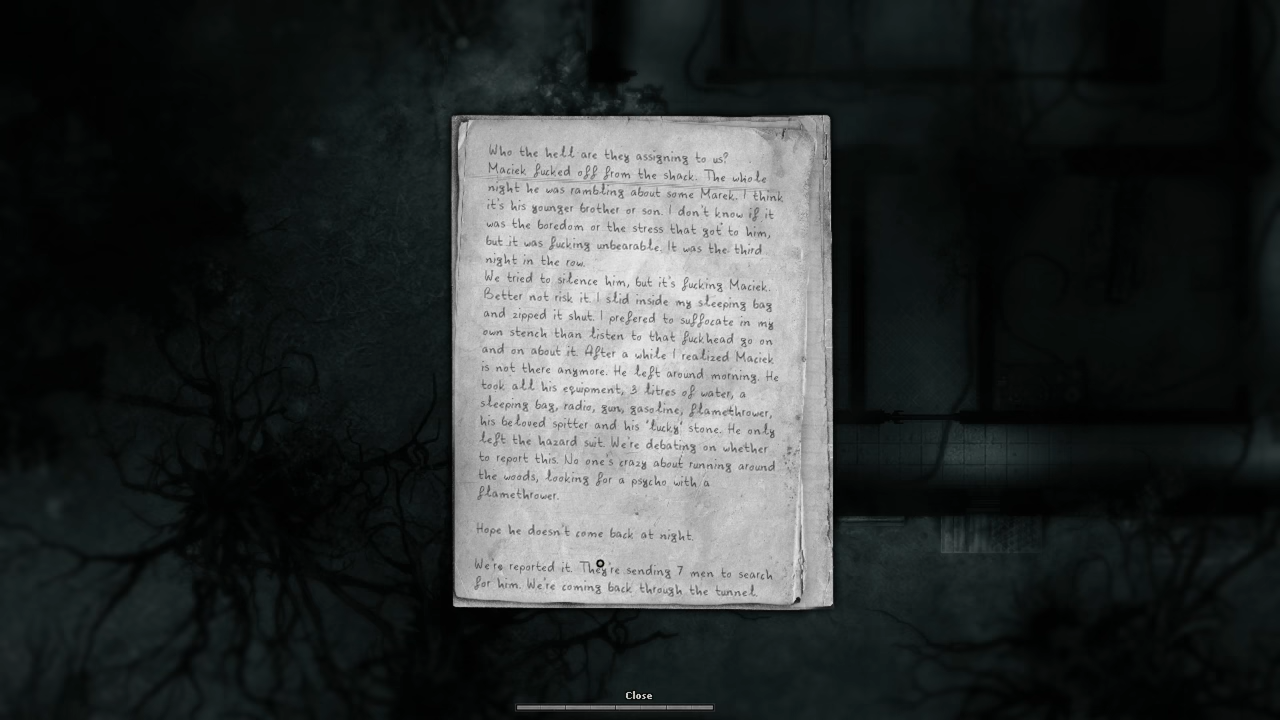 Who the hell are they assigning to us?
Maciek fucked off from the shack. The whole
night he was rambling about some Marek. I think
it's his younger brother or son. I don't know if it
was the boredom or the stress that got to him,
but it was fucking unbearable. It was the third
night in the row.
We tried to silence him, but it's fucking Maciek.
Better not risk it. I slid inside my sleeping bag
and zipped it shut. I prefered to suffocate in my
own stench than listen to that fuckhead go on
and on about it. After a while I realized Maciek
is not there anymore. He left around morning. He
took all his equipment, 3 litres of water, a
sleeping bag, radio, gun, gasoline, flamethrower,
his beloved spitter and his 'lucky' stone. He only
left the hazard suit. We're debating on whether
to report this. No one's crazy about running around
the woods, looking for a psycho with a
flamethrower.
Hope he doesn't come back at night.
We're reported it. They're sending 7 men to search
for him. We're coming back through the tunnel.
Close